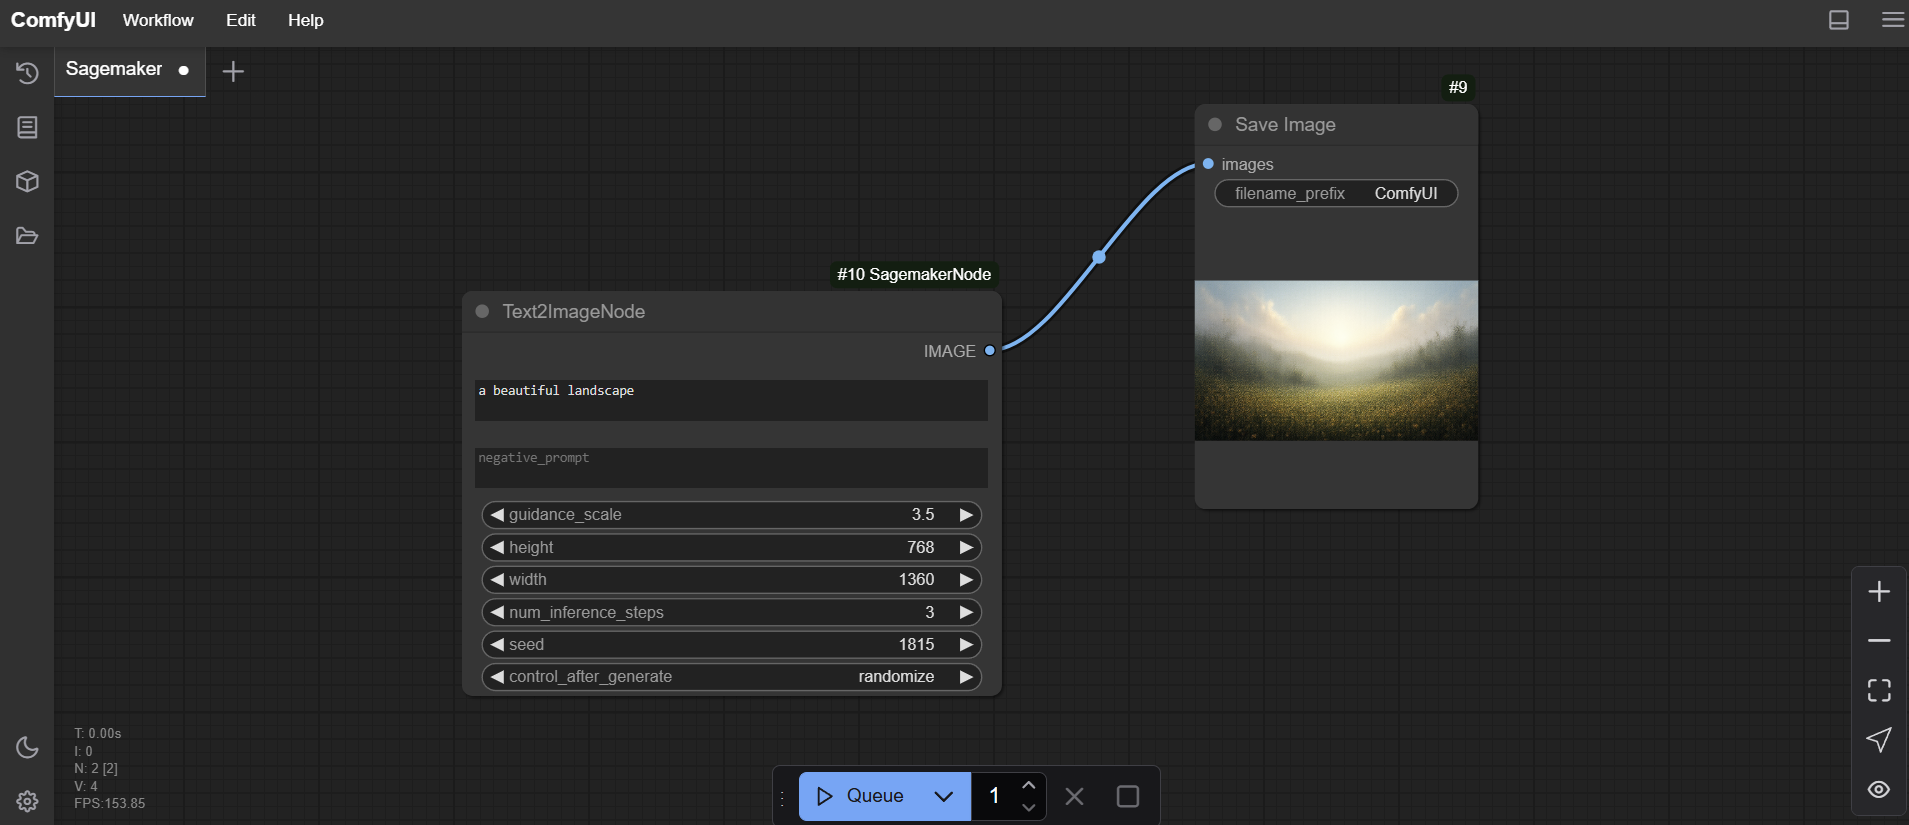 ComfyUI Workflow Edit Help
Sagemaker
#9
Save Image
images
filename_prefix ComfyUI
#10 SagemakerNode
Text2ImageNode
IMAGE
a beautiful landscape
negative_prompt
guidance_scale 3.5
height 768
width 1360
num_inference_steps 3
seed 1815
control_after_generate randomize
T: 0.00s
I: 0
N: 2 [2]
V: 4
FPS:153.85
Queue 1